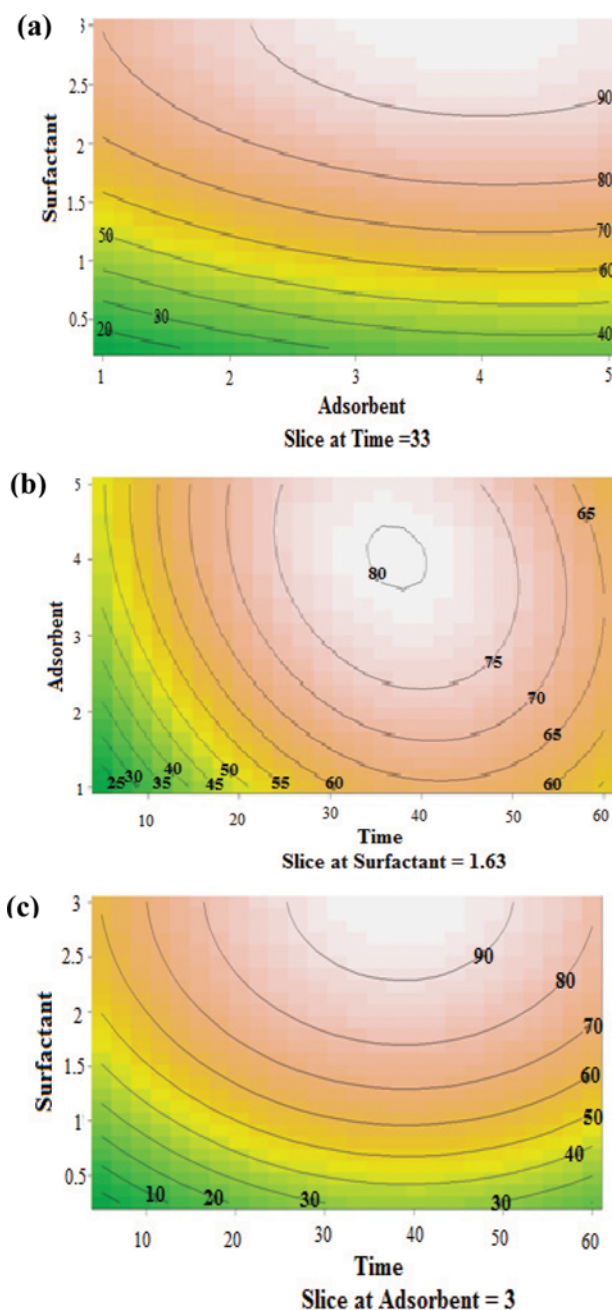 (a)
3
2.5
2
1.5
1
0.5
Surfactant
90
80
70
60
50
40
30
20
1 2 3 4 5
Adsorbent
Slice at Time =33
(b)
5
4
3
2
1
Adsorbent
65
80
75
70
65
25 30 35 40 45 50 55 60 60
10 20 30 40 50 60
Time
Slice at Surfactant = 1.63
(c)
3
2.5
2
1.5
1
0.5
Surfactant
90
80
70
60
50
40
10 20 30 30
10 20 30 40 50 60
Time
Slice at Adsorbent = 3